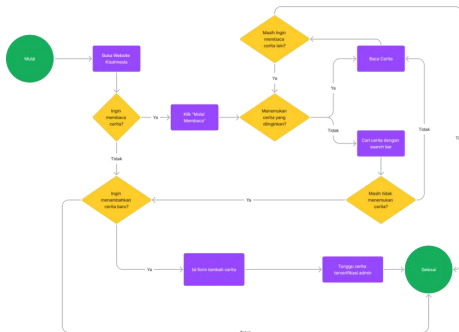 Masih ingin
membaca
cerita lain?
Mulai
Buka Website
Kisahnesia
Baca Cerita
Ya
Ya
Ingin
membaca
cerita?
Ya
Klik "Mulai
Membaca"
Menemukan
cerita yang
diinginkan?
Tidak
Tidak
Cari cerita dengan
search bar
Tidak
Ingin
menambahkan
cerita baru?
Ya
Masih tidak
menemukan
cerita?
Ya
Isi form tambah cerita
Tunggu cerita
terverifikasi admin
Selesai